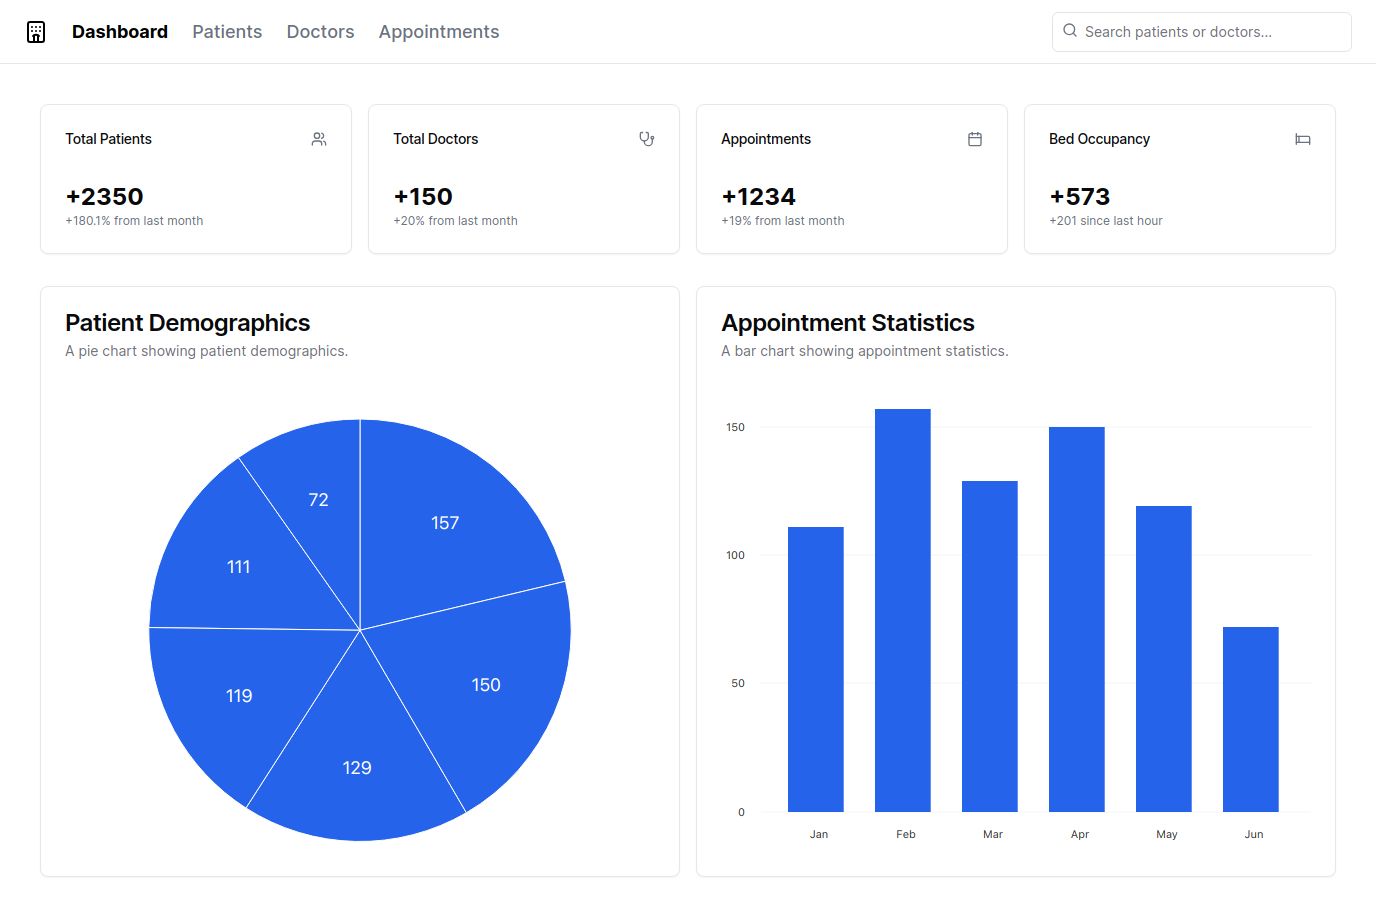 Dashboard Patients Doctors Appointments Search patients or doctors...
Total Patients
+2350
+180.1% from last month
Total Doctors
+150
+20% from last month
Appointments
+1234
+19% from last month
Bed Occupancy
+573
+201 since last hour
Patient Demographics
A pie chart showing patient demographics.
72
157
111
150
119
129
Appointment Statistics
A bar chart showing appointment statistics.
150
100
50
0
Jan Feb Mar Apr May Jun